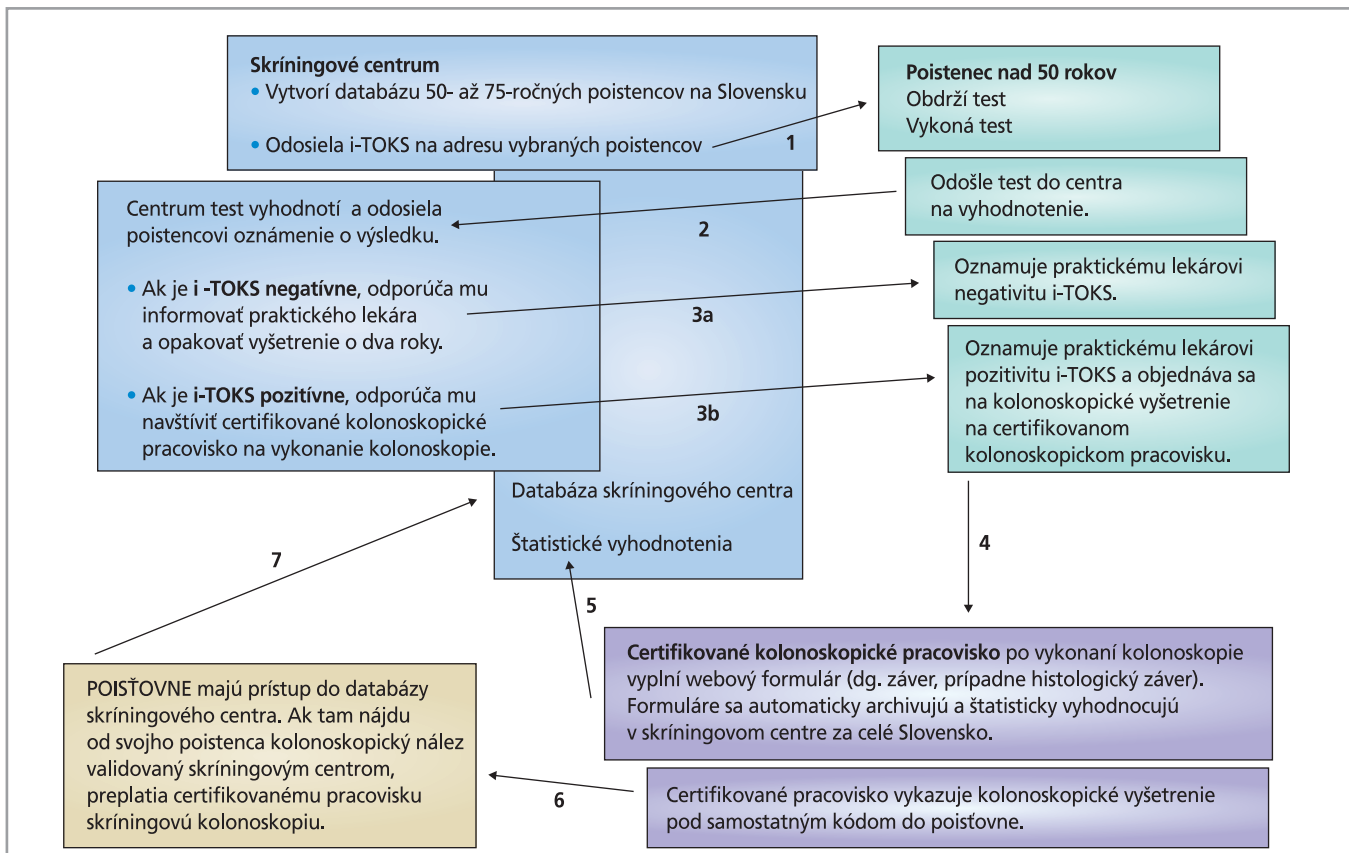 Skríningové centrum
• Vytvorí databázu 50- až 75-ročných poistencov na Slovensku
• Odosiela i-TOKS na adresu vybraných poistencov
1
Poistenec nad 50 rokov
Obdrží test
Vykoná test
Odošle test do centra
na vyhodnotenie.
2
Centrum test vyhodnotí a odosiela
poistencovi oznámenie o výsledku.
• Ak je i -TOKS negatívne, odporúča mu
informovať praktického lekára
a opakovať vyšetrenie o dva roky.
3a
Oznamuje praktickému lekárovi
negativitu i-TOKS.
• Ak je i-TOKS pozitívne, odporúča mu
navštíviť certifikované kolonoskopické
pracovisko na vykonanie kolonoskopie.
3b
Oznamuje praktickému lekárovi
pozitivitu i-TOKS a objednáva sa
na kolonoskopické vyšetrenie
na certifikovanom
kolonoskopickom pracovisku.
Databáza skríningového centra
Štatistické vyhodnotenia
7
4
5
Certifikované kolonoskopické pracovisko po vykonaní kolonoskopie
vyplní webový formulár (dg. záver, prípadne histologický záver).
Formuláre sa automaticky archivujú a štatisticky vyhodnocujú
v skríningovom centre za celé Slovensko.
POISŤOVNE majú prístup do databázy
skríningového centra. Ak tam nájdu
od svojho poistenca kolonoskopický nález
validovaný skríningovým centrom,
preplatia certifikovanému pracovisku
skríningovú kolonoskopiu.
6
Certifikované pracovisko vykazuje kolonoskopické vyšetrenie
pod samostatným kódom do poisťovne.